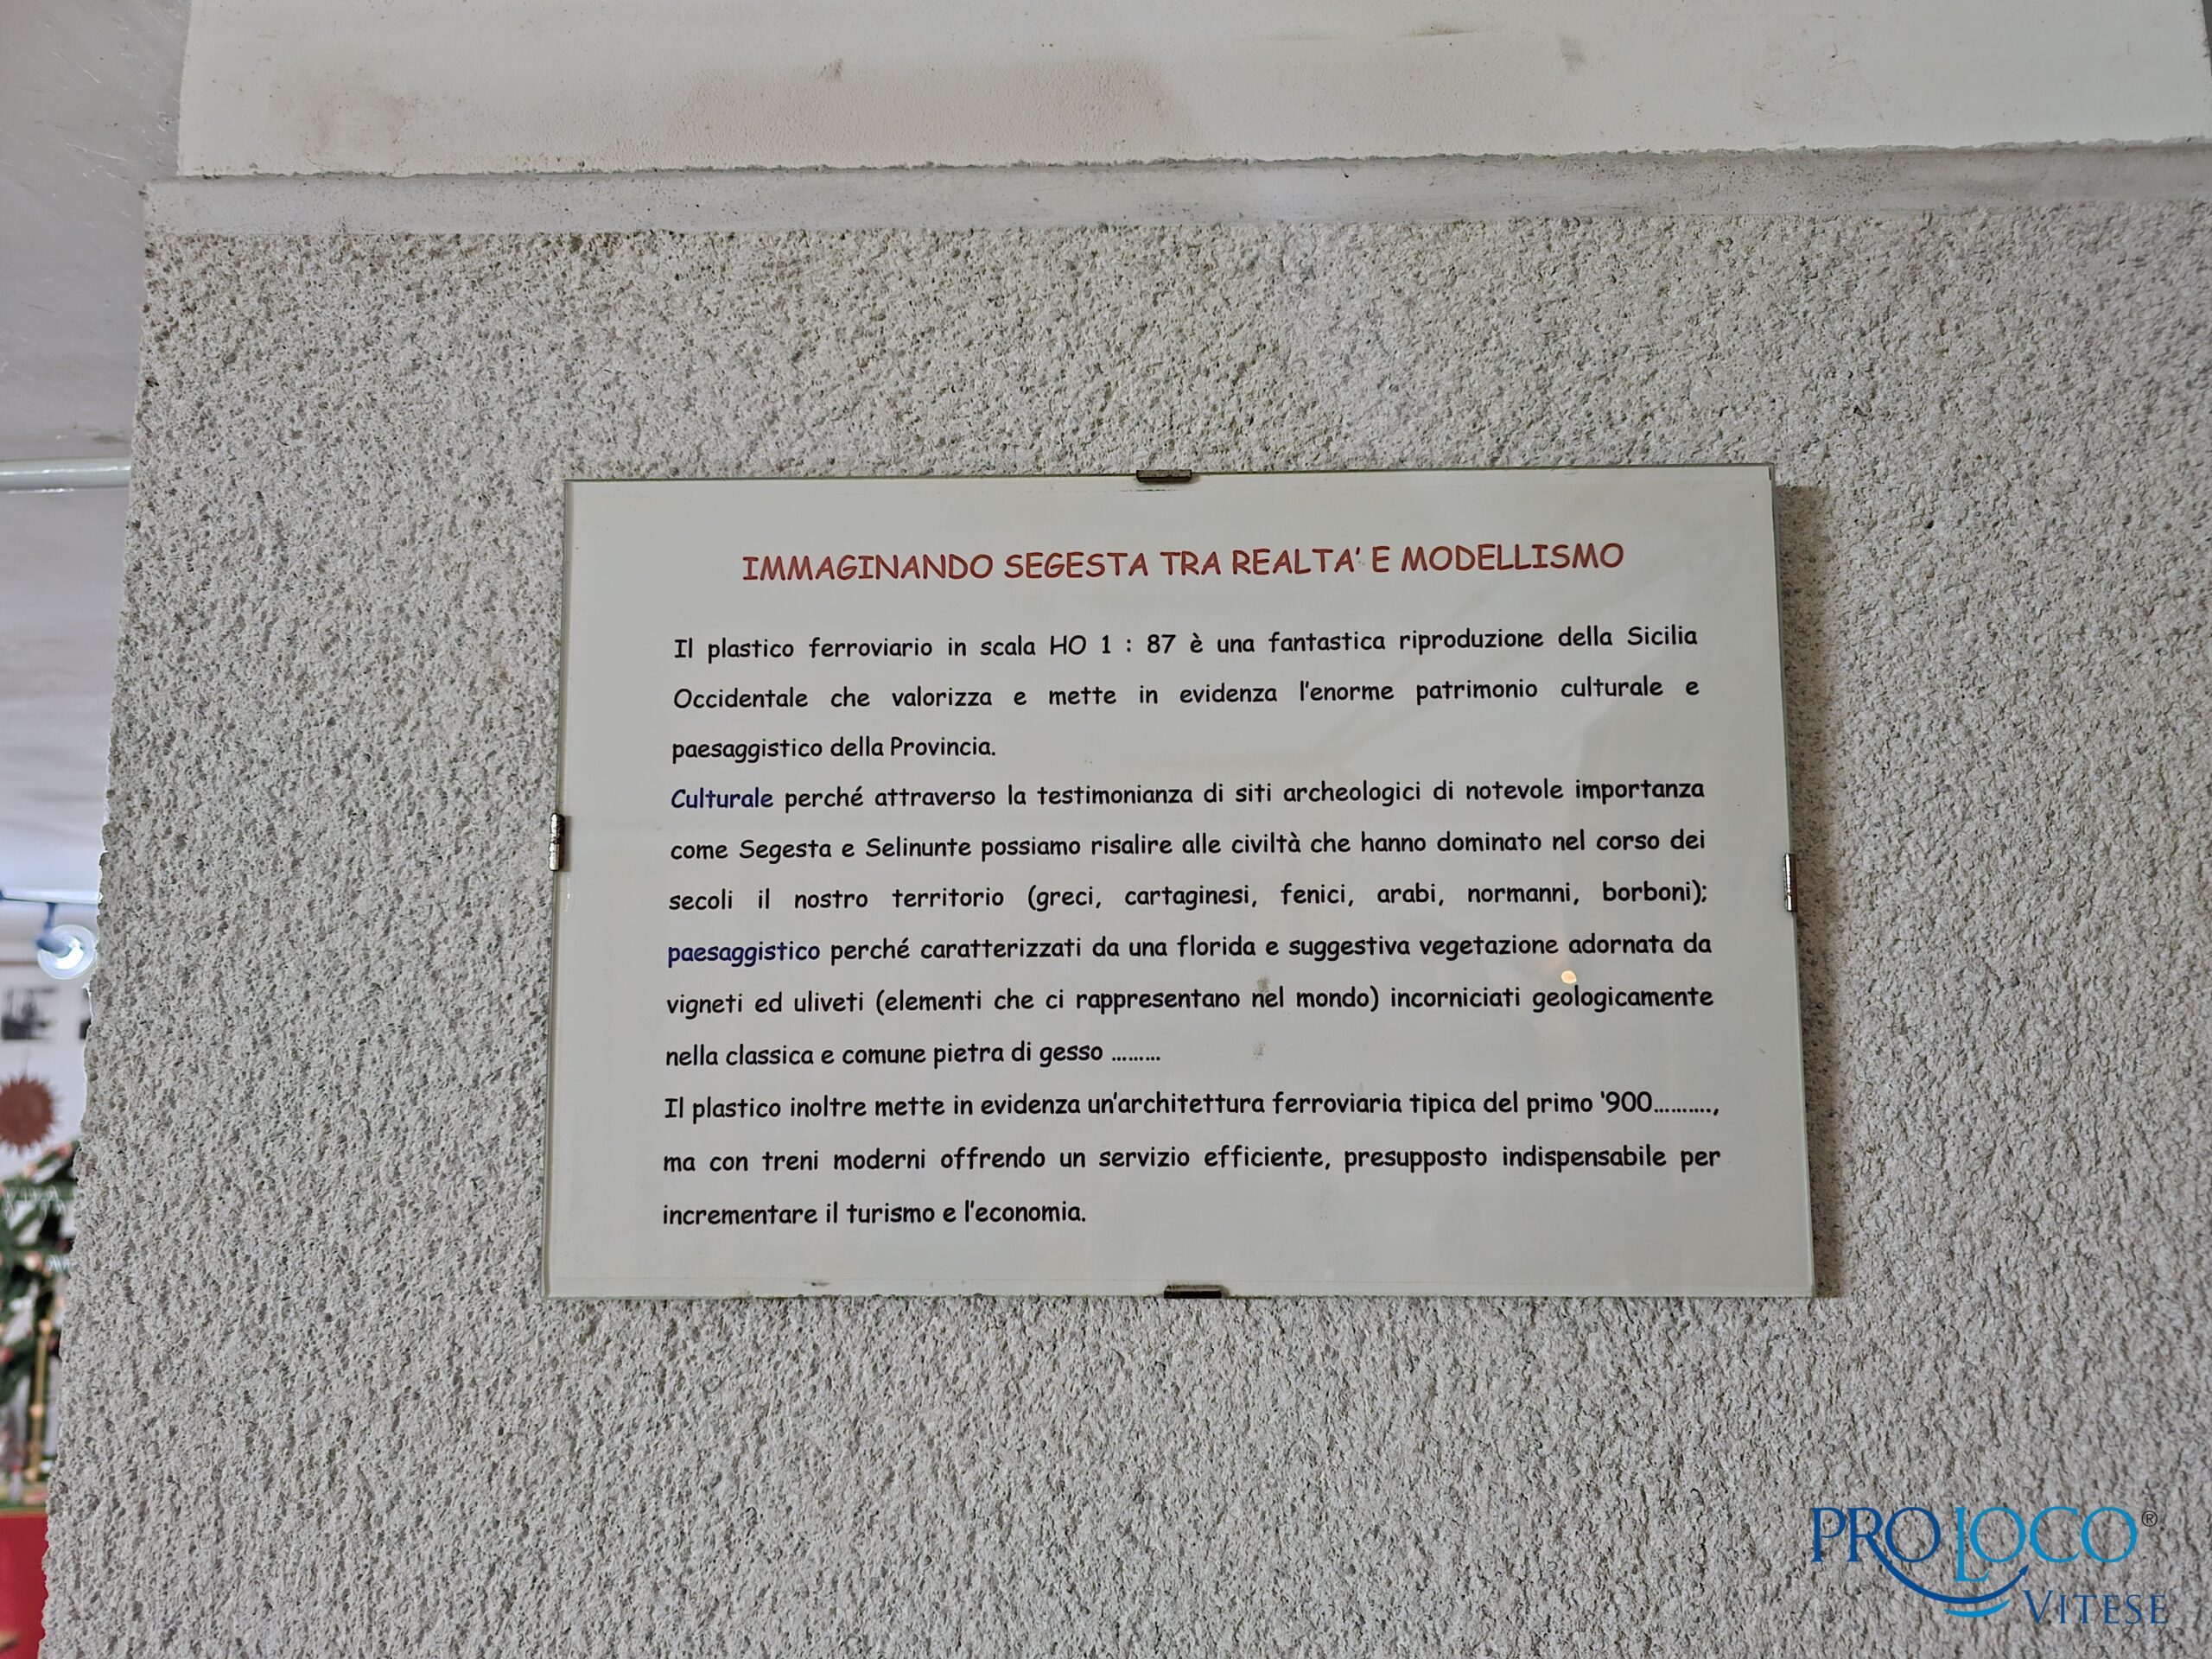 IMMAGINANDO SEGESTA TRA REALTA' E MODELLISMO
Il plastico ferroviario in scala HO 1 : 87 è una fantastica riproduzione della Sicilia
Occidentale che valorizza e mette in evidenza l'enorme patrimonio culturale e
paesaggistico della Provincia.
Culturale perché attraverso la testimonianza di siti archeologici di notevole importanza
come Segesta e Selinunte possiamo risalire alle civiltà che hanno dominato nel corso dei
secoli il nostro territorio (greci, cartaginesi, fenici, arabi, normanni, borboni);
paesaggistico perché caratterizzati da una florida e suggestiva vegetazione adornata da
vigneti ed uliveti (elementi che ci rappresentano nel mondo) incorniciati geologicamente
nella classica e comune pietra di gesso .........
Il plastico inoltre mette in evidenza un'architettura ferroviaria tipica del primo '900..........,
ma con treni moderni offrendo un servizio efficiente, presupposto indispensabile per
incrementare il turismo e l'economia.
PRO LOCO®
VITESE